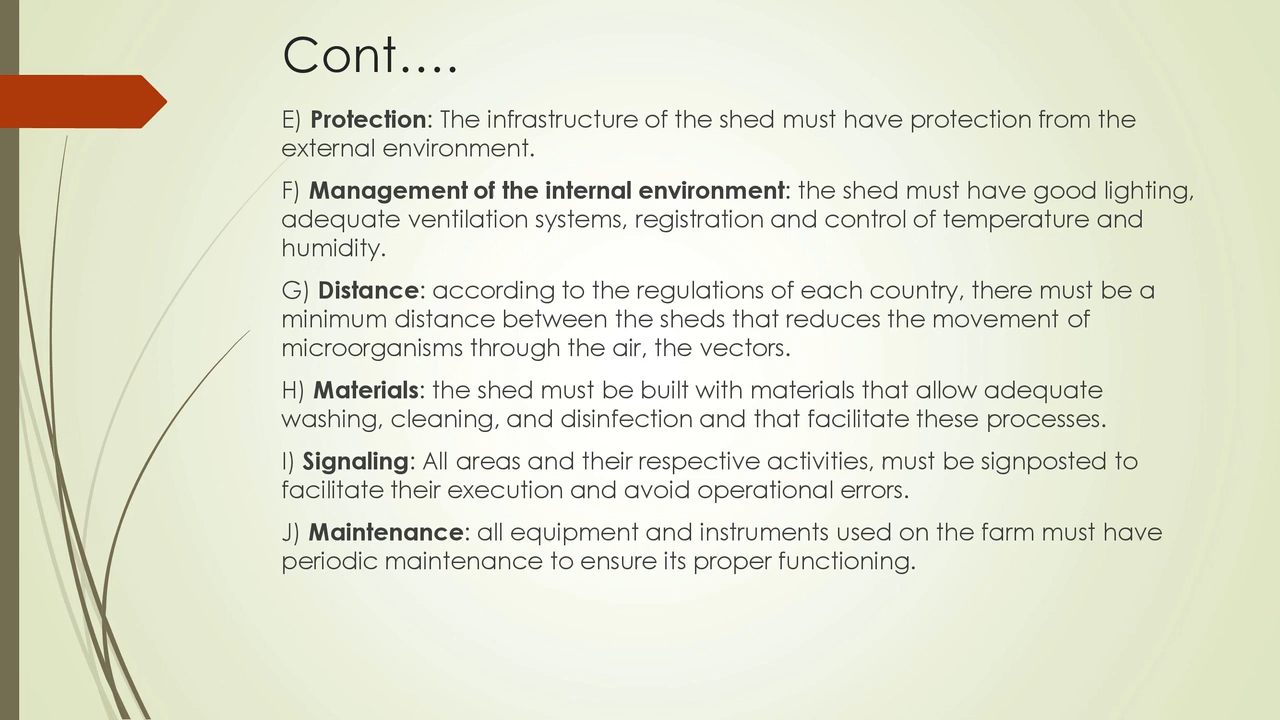 Cont….
E) Protection: The infrastructure of the shed must have protection from the
external environment.
F) Management of the internal environment: the shed must have good lighting,
adequate ventilation systems, registration and control of temperature and
humidity.
G) Distance: according to the regulations of each country, there must be a
minimum distance between the sheds that reduces the movement of
microorganisms through the air, the vectors.
H) Materials: the shed must be built with materials that allow adequate
washing, cleaning, and disinfection and that facilitate these processes.
I) Signaling: All areas and their respective activities, must be signposted to
facilitate their execution and avoid operational errors.
J) Maintenance: all equipment and instruments used on the farm must have
periodic maintenance to ensure its proper functioning.